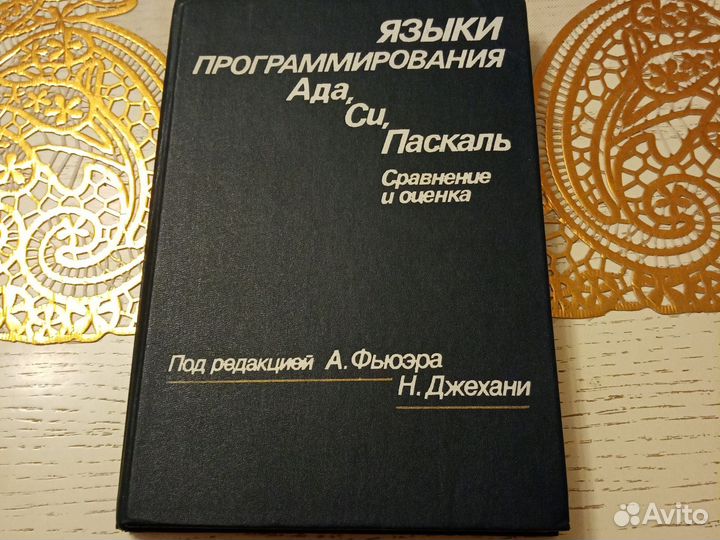 ЯЗЫКИ
ПРОГРАММИРОВАНИЯ
Ада,
Си,
Паскаль
Сравнение
и оценка
Под редакцией А. Фьюэра
Н. Джехани
Avito